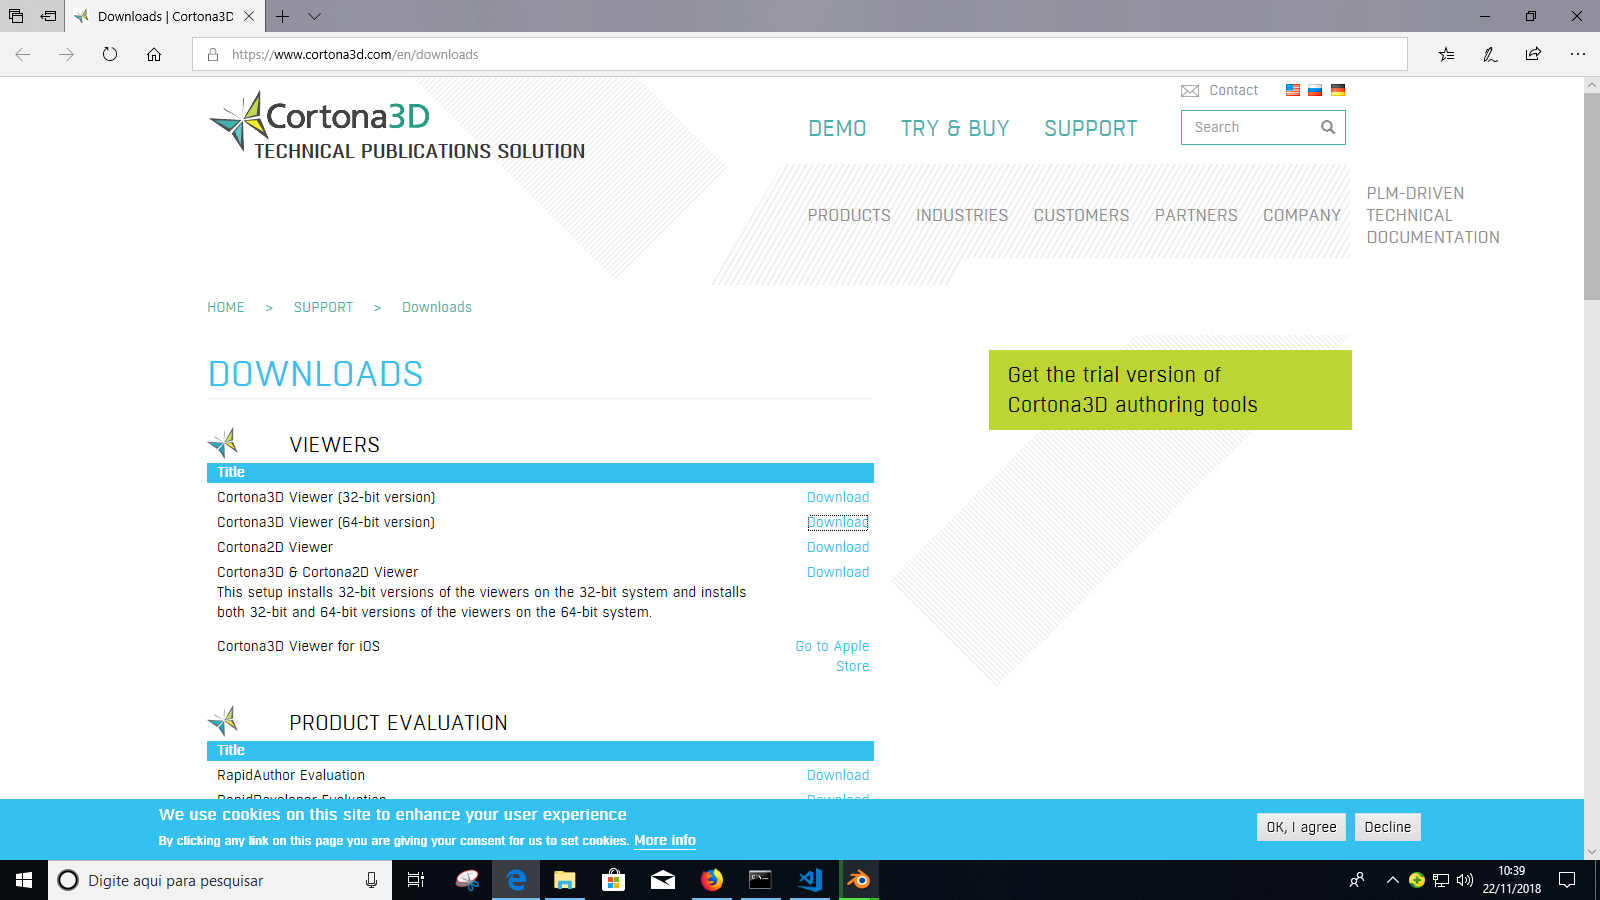 Downloads | Cortona3D
https://www.cortona3d.com/en/downloads
Contact
Cortona3D
TECHNICAL PUBLICATIONS SOLUTION
DEMO
TRY & BUY
SUPPORT
Search
PRODUCTS
INDUSTRIES
CUSTOMERS
PARTNERS
COMPANY
PLM-DRIVEN
TECHNICAL
DOCUMENTATION
HOME > SUPPORT > Downloads
DOWNLOADS
Get the trial version of
Cortona3D authoring tools
VIEWERS
Title
Cortona3D Viewer (32-bit version) Download
Cortona3D Viewer (64-bit version) Download
Cortona2D Viewer Download
Cortona3D & Cortona2D Viewer Download
This setup installs 32-bit versions of the viewers on the 32-bit system and installs
both 32-bit and 64-bit versions of the viewers on the 64-bit system.
Cortona3D Viewer for iOS Go to Apple
Store
PRODUCT EVALUATION
Title
RapidAuthor Evaluation Download
RapidDeveloper Evaluation Download
We use cookies on this site to enhance your user experience
By clicking any link on this page you are giving your consent for us to set cookies. More info
OK, I agree
Decline
Digite aqui para pesquisar
10:39
22/11/2018